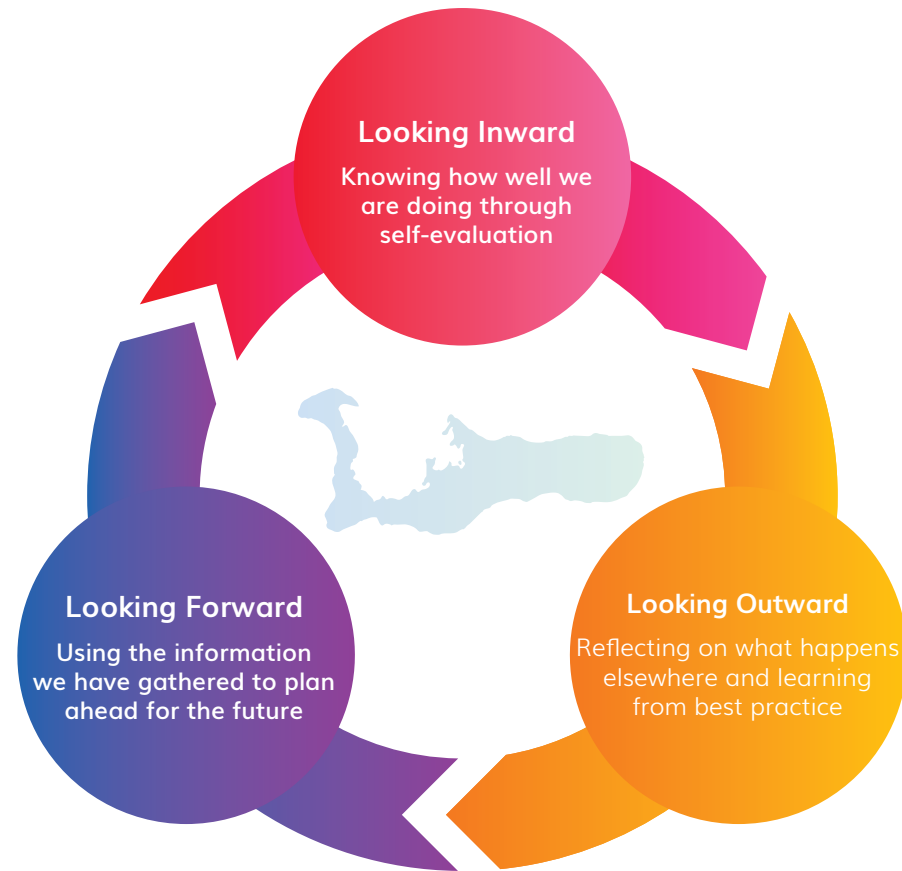 Looking Inward
Knowing how well we
are doing through
self-evaluation
Looking Outward
Reflecting on what happens
elsewhere and learning
from best practice
Looking Forward
Using the information
we have gathered to plan
ahead for the future